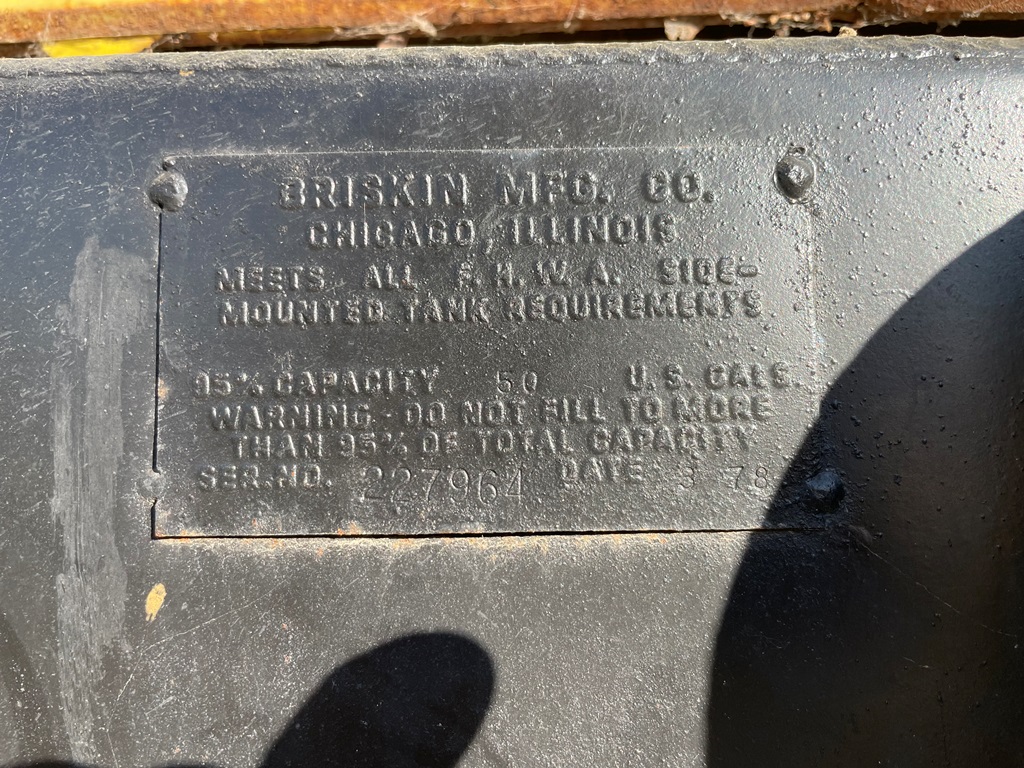 BRISKIN MFG. CO.
CHICAGO, ILLINOIS
MEETS ALL F.H.W.A. SIDE-
MOUNTED TANK REQUIREMENTS
95% CAPACITY 50 U.S. GALS.
WARNING - DO NOT FILL TO MORE
THAN 95% OF TOTAL CAPACITY
SER. NO. 227964 DATE 3 78